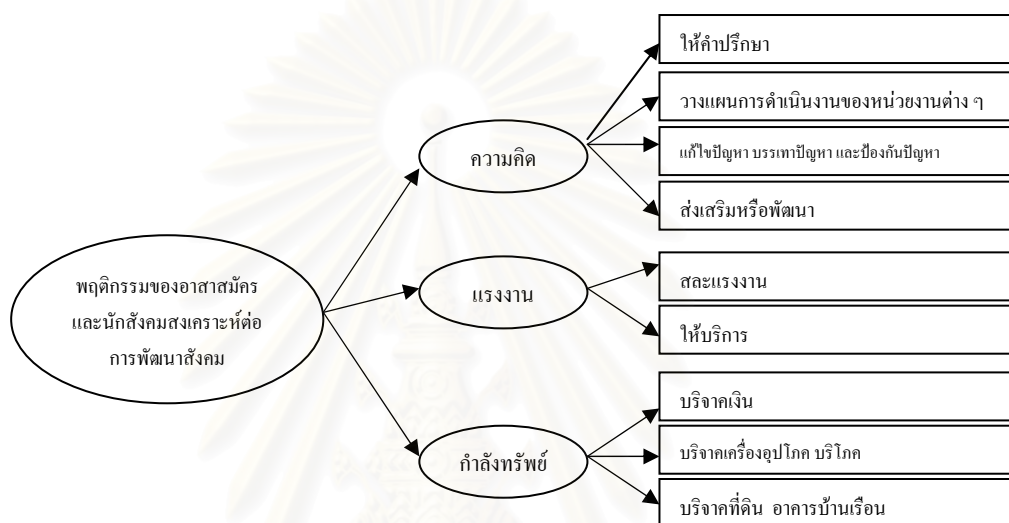 พฤติกรรมของอาสาสมัคร
และนักสังคมสงเคราะห์ต่อ
การพัฒนาสังคม
ความคิด
ให้คำปรึกษา
วางแผนการดำเนินงานของหน่วยงานต่าง ๆ
แก้ไขปัญหา บรรเทาปัญหา และป้องกันปัญหา
ส่งเสริมหรือพัฒนา
แรงงาน
สละแรงงาน
ให้บริการ
กำลังทรัพย์
บริจาคเงิน
บริจาคเครื่องอุปโภค บริโภค
บริจาคที่ดิน อาคารบ้านเรือน